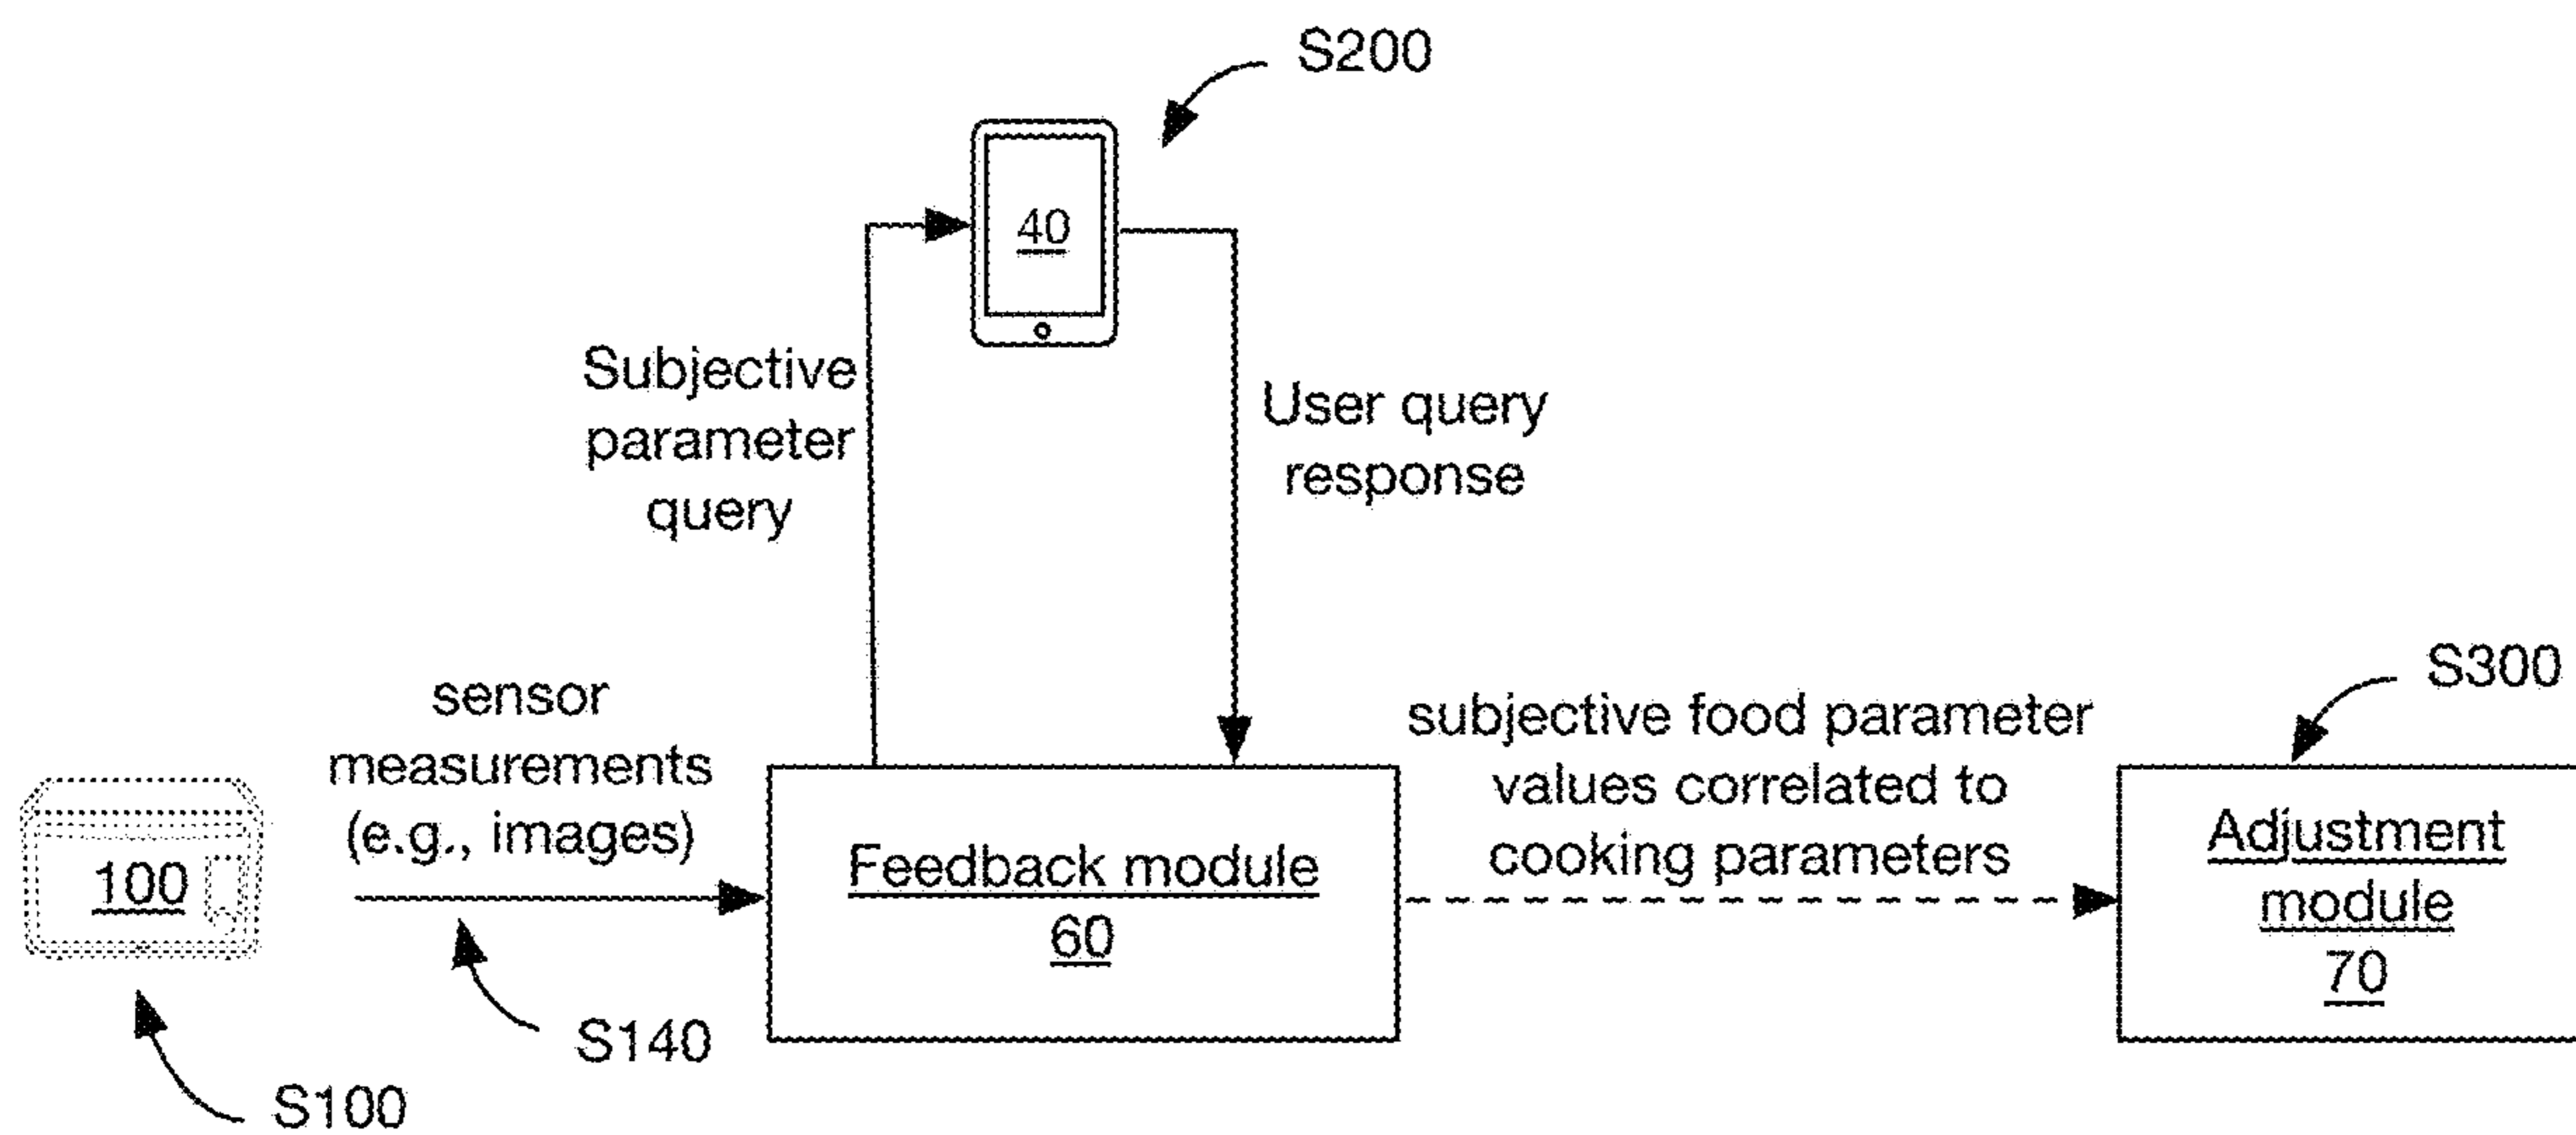 S200
40
Subjective
parameter
query
User query
response
sensor
measurements
(e.g., images)
100
S140
S100
Feedback module
60
subjective food parameter
values correlated to
cooking parameters
S300
Adjustment
module
70